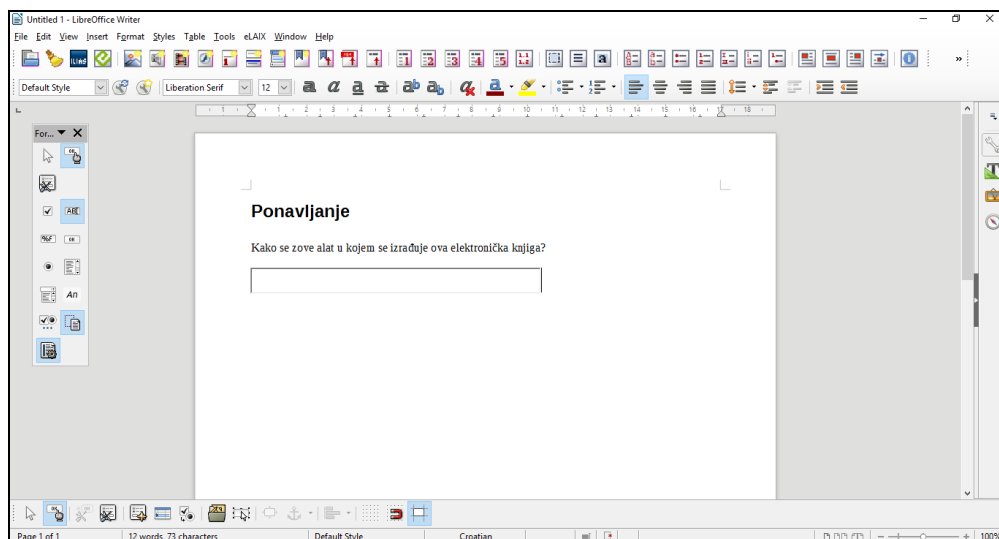 Untitled 1 - LibreOffice Writer
File Edit View Insert Format Styles Table Tools eLAIX Window Help
Default Style Liberation Serif 12
For...
Ponavljanje
Kako se zove alat u kojem se izrađuje ova elektronička knjiga?
Page 1 of 1 12 words, 73 characters Default Style Croatian 100%